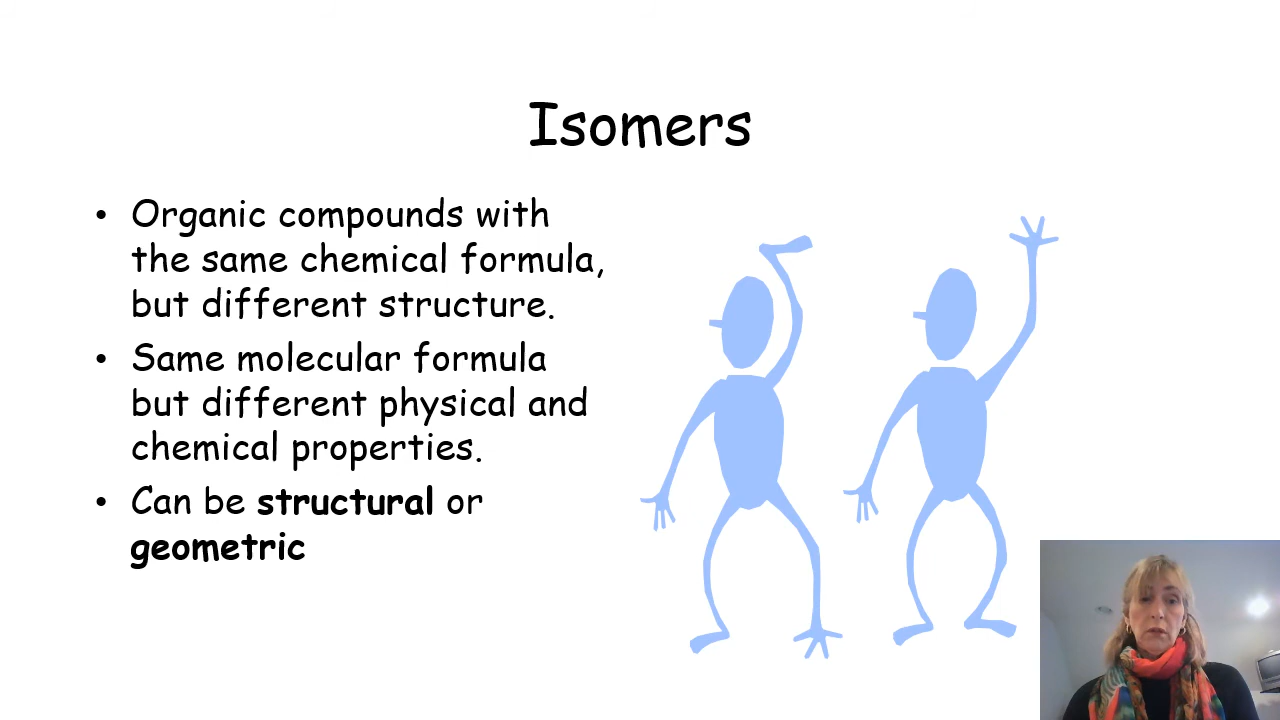 Isomers
• Organic compounds with
the same chemical formula,
but different structure.
• Same molecular formula
but different physical and
chemical properties.
• Can be structural or
geometric